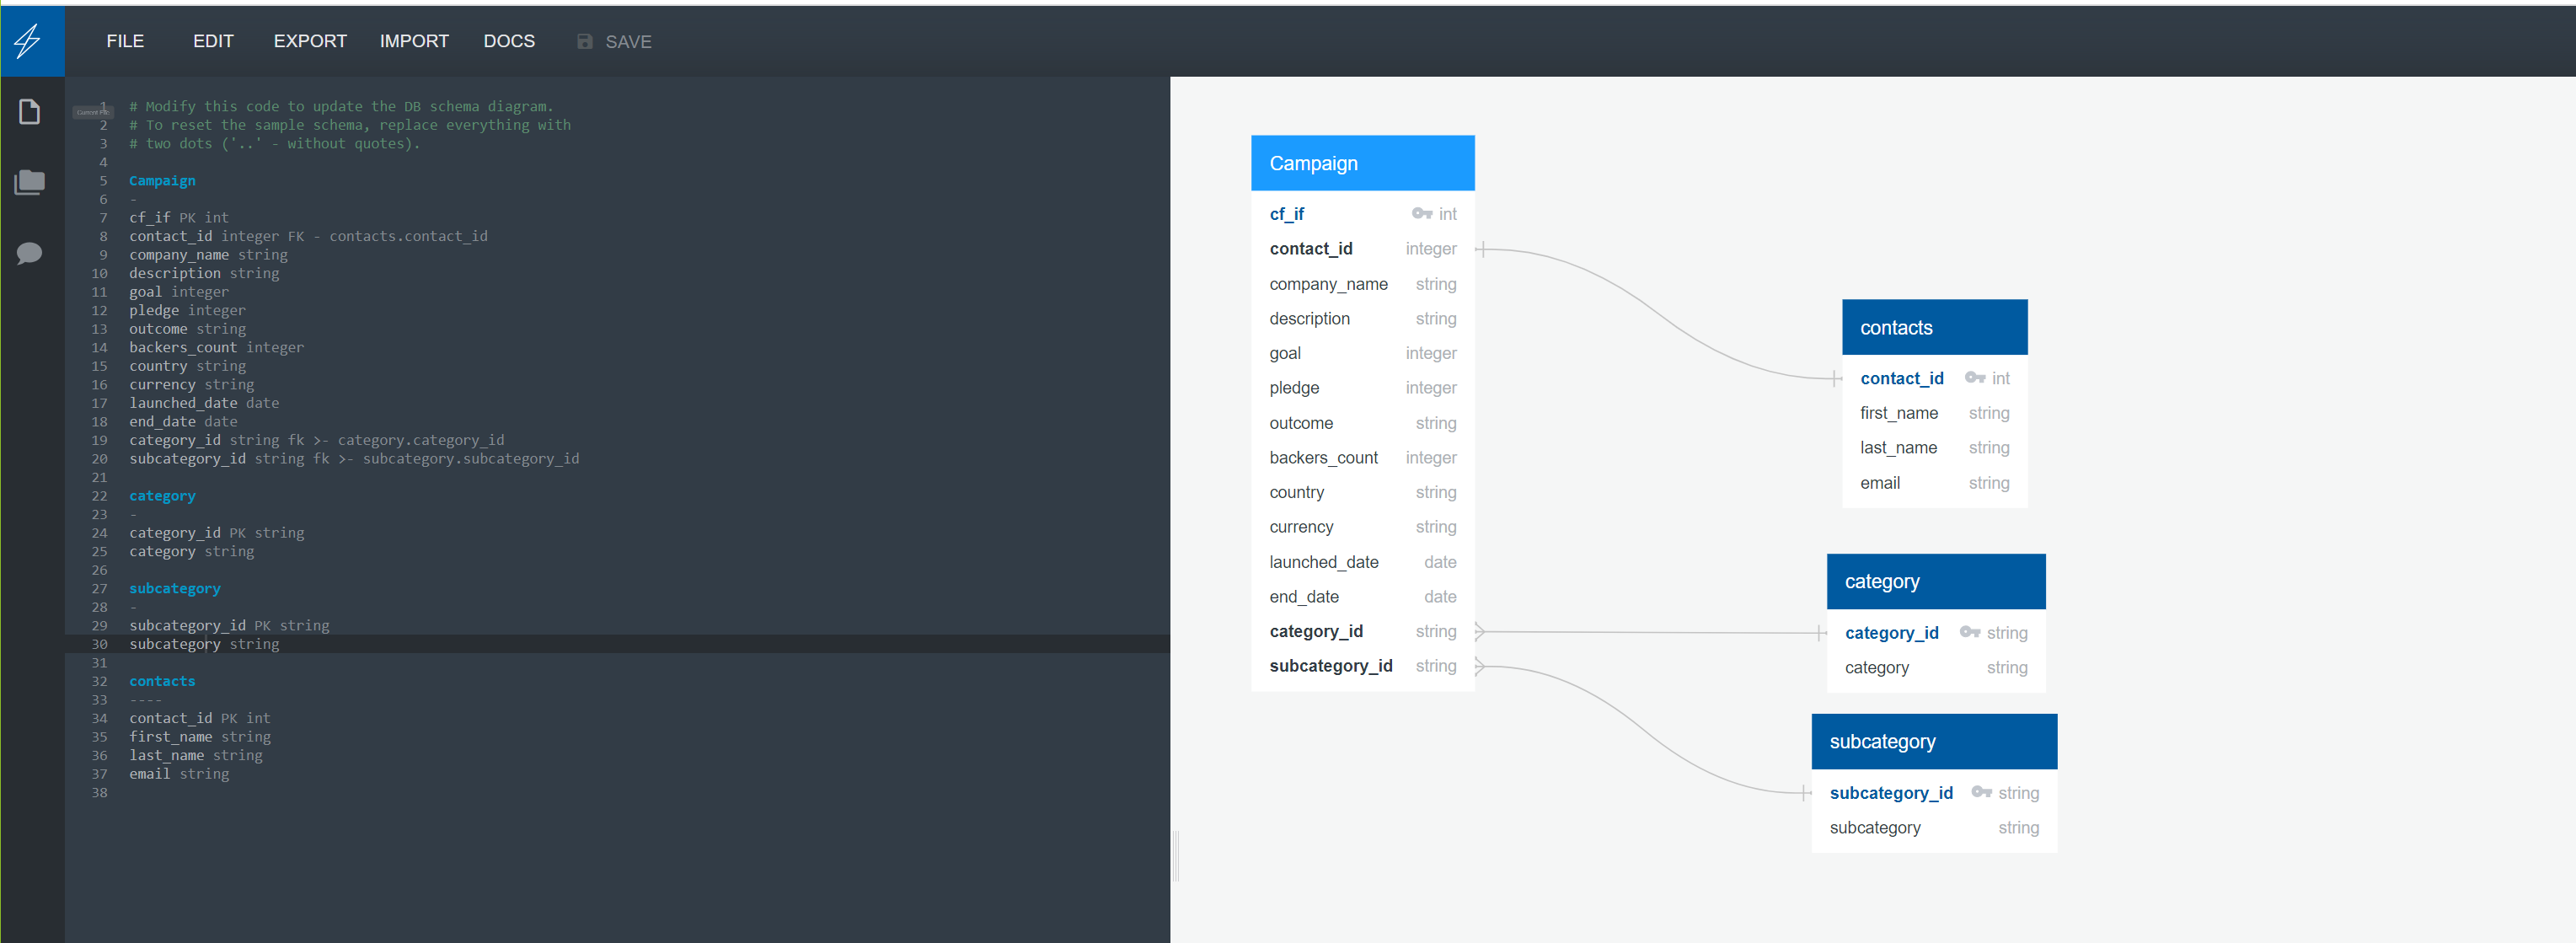 FILE EDIT EXPORT IMPORT DOCS SAVE
Current File
1 # Modify this code to update the DB schema diagram.
2 # To reset the sample schema, replace everything with
3 # two dots ('..' - without quotes).
4
5 Campaign
6 -
7 cf_if PK int
8 contact_id integer FK - contacts.contact_id
9 company_name string
10 description string
11 goal integer
12 pledge integer
13 outcome string
14 backers_count integer
15 country string
16 currency string
17 launched_date date
18 end_date date
19 category_id string fk >- category.category_id
20 subcategory_id string fk >- subcategory.subcategory_id
21
22 category
23 -
24 category_id PK string
25 category string
26
27 subcategory
28 -
29 subcategory_id PK string
30 subcategory string
31
32 contacts
33 ----
34 contact_id PK int
35 first_name string
36 last_name string
37 email string
38
Campaign
cf_if int
contact_id integer
company_name string
description string
goal integer
pledge integer
outcome string
backers_count integer
country string
currency string
launched_date date
end_date date
category_id string
subcategory_id string
contacts
contact_id int
first_name string
last_name string
email string
category
category_id string
category string
subcategory
subcategory_id string
subcategory string